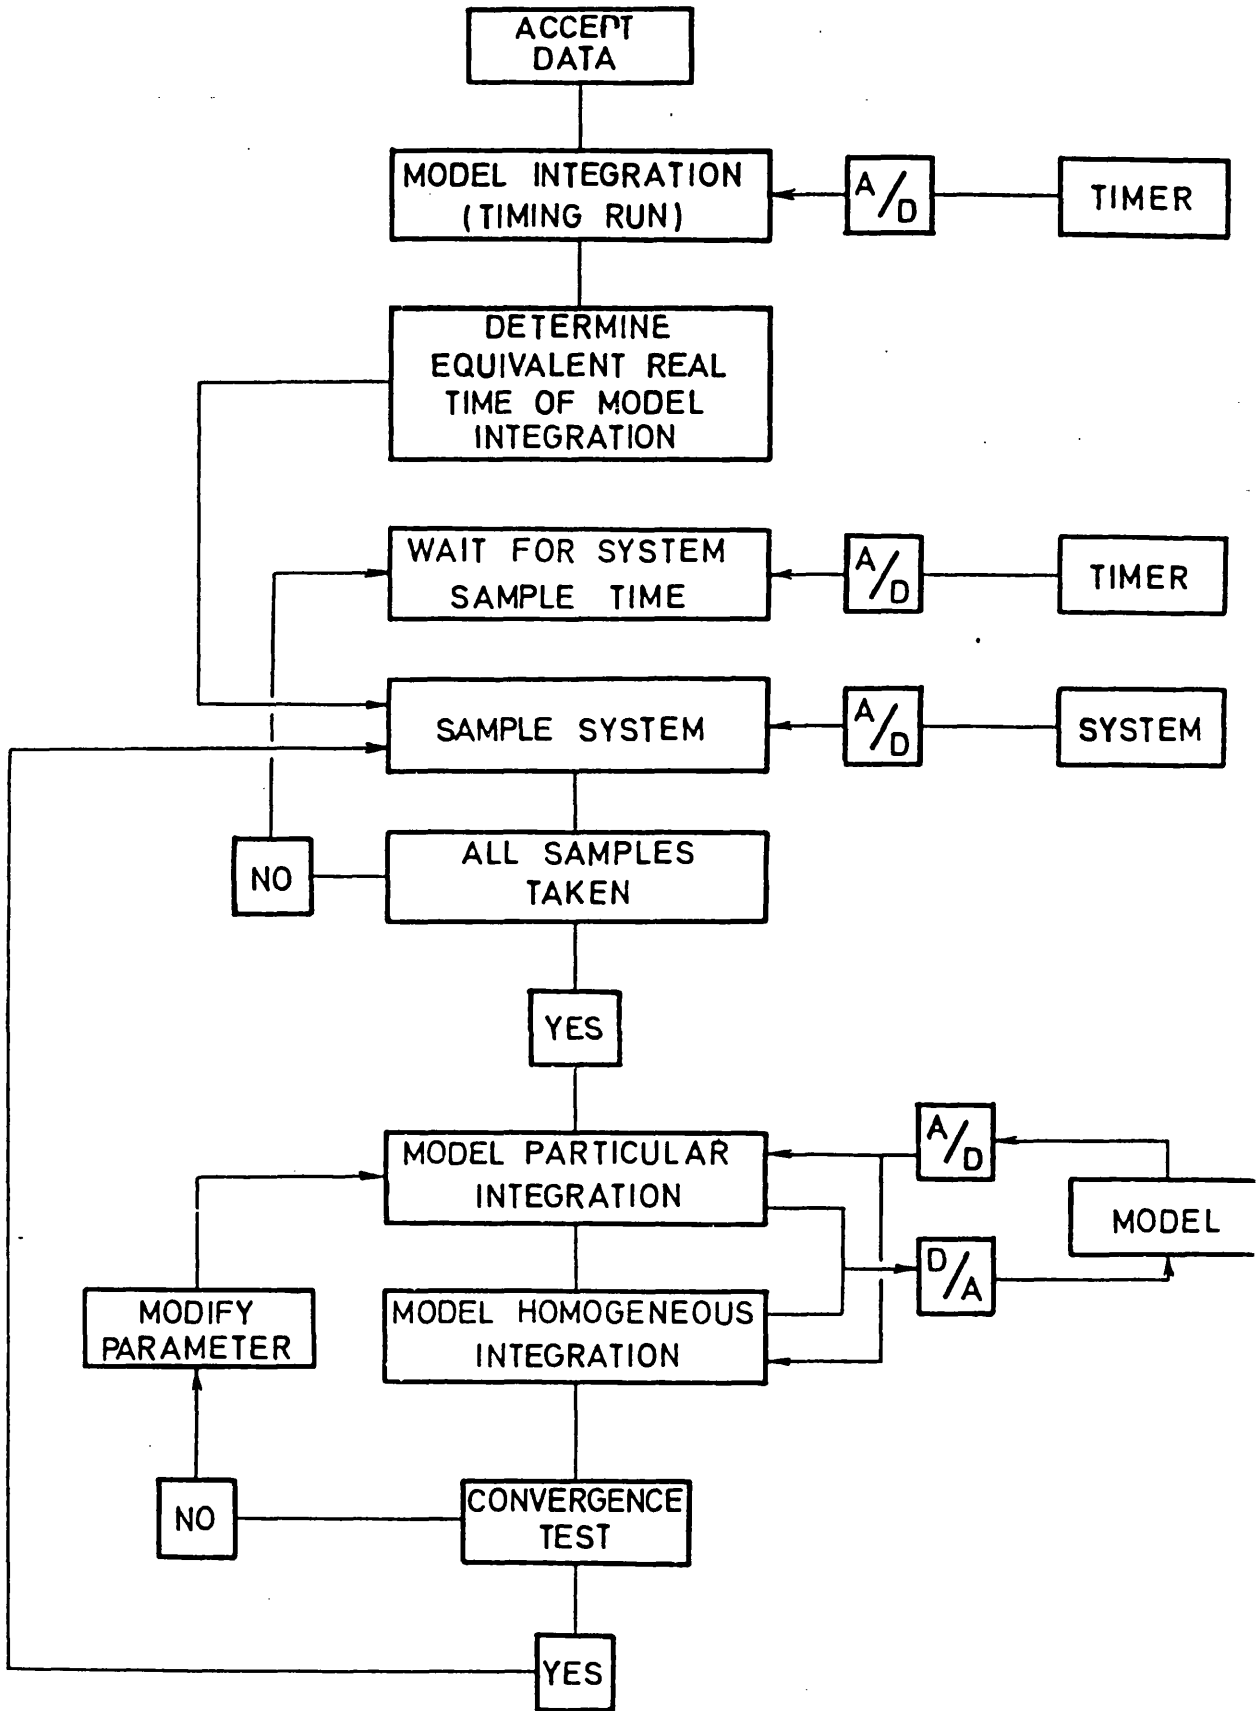 ACCEPT
DATA
MODEL INTEGRATION
(TIMING RUN)
A/D
TIMER
DETERMINE
EQUIVALENT REAL
TIME OF MODEL
INTEGRATION
WAIT FOR SYSTEM
SAMPLE TIME
A/D
TIMER
SAMPLE SYSTEM
A/D
SYSTEM
NO
ALL SAMPLES
TAKEN
YES
MODEL PARTICULAR
INTEGRATION
A/D
MODEL
D/A
MODIFY
PARAMETER
MODEL HOMOGENEOUS
INTEGRATION
NO
CONVERGENCE
TEST
YES